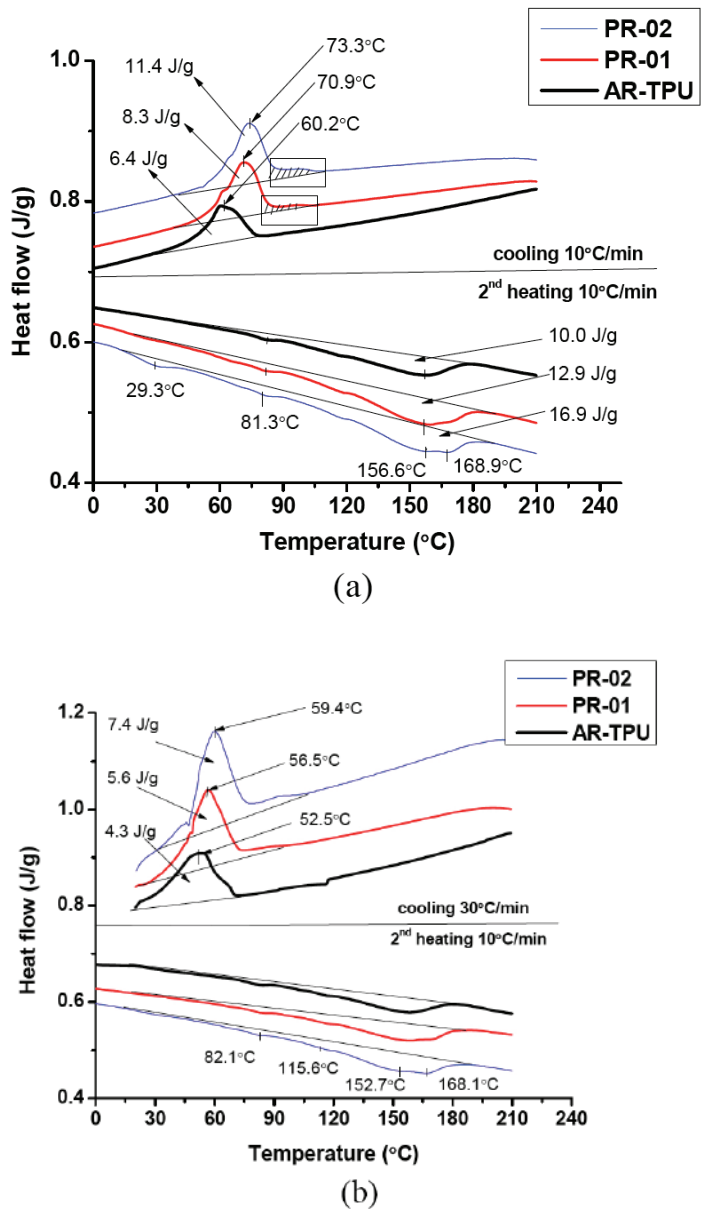 PR-02
PR-01
AR-TPU
73.3°C
11.4 J/g
70.9°C
8.3 J/g
60.2°C
6.4 J/g
1.0
0.8
0.6
0.4
Heat flow (J/g)
cooling 10°C/min
2nd heating 10°C/min
10.0 J/g
12.9 J/g
16.9 J/g
29.3°C
81.3°C
156.6°C
168.9°C
0 30 60 90 120 150 180 210 240
Temperature (°C)
(a)
PR-02
PR-01
AR-TPU
59.4°C
7.4 J/g
56.5°C
5.6 J/g
52.5°C
4.3 J/g
1.2
1.0
0.8
0.6
0.4
Heat flow (J/g)
cooling 30°C/min
2nd heating 10°C/min
82.1°C
115.6°C
152.7°C
168.1°C
0 30 60 90 120 150 180 210 240
Temperature (°C)
(b)